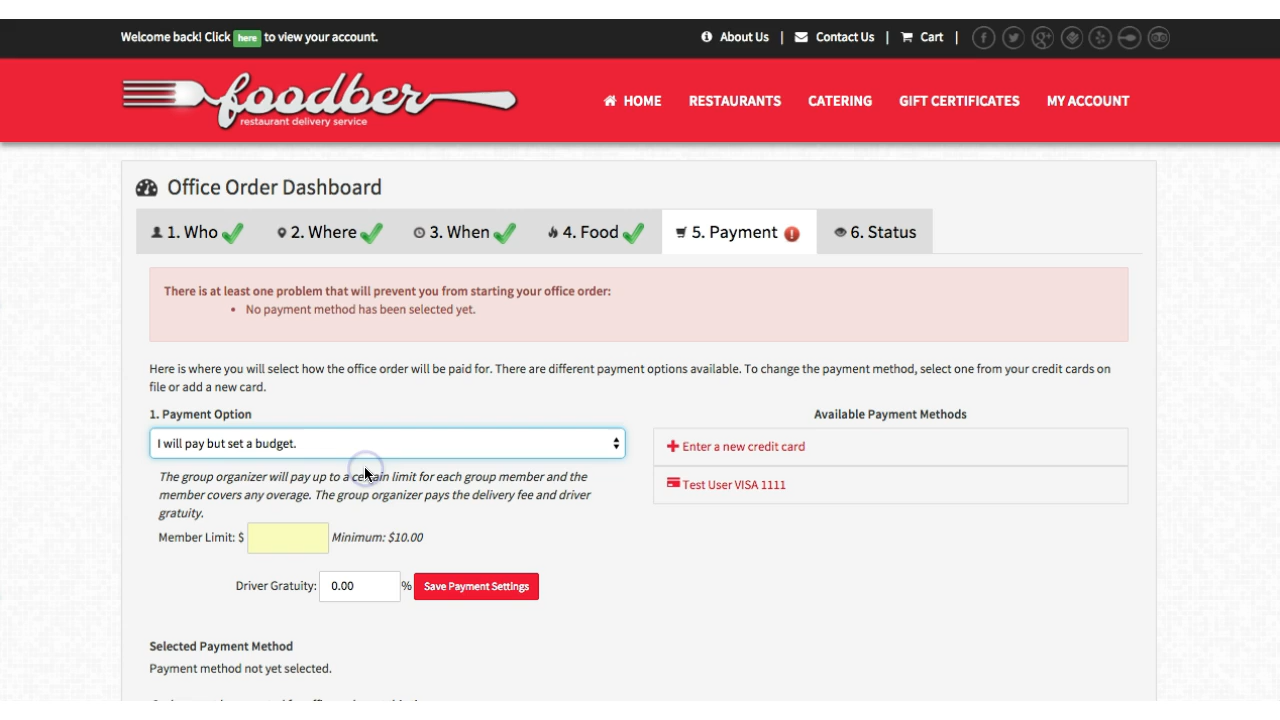 Welcome back! Click here to view your account.
About Us | Contact Us | Cart |
foodber
restaurant delivery service
HOME RESTAURANTS CATERING GIFT CERTIFICATES MY ACCOUNT
Office Order Dashboard
1. Who 2. Where 3. When 4. Food 5. Payment 6. Status
There is at least one problem that will prevent you from starting your office order:
• No payment method has been selected yet.
Here is where you will select how the office order will be paid for. There are different payment options available. To change the payment method, select one from your credit cards on
file or add a new card.
1. Payment Option
I will pay but set a budget.
The group organizer will pay up to a certain limit for each group member and the
member covers any overage. The group organizer pays the delivery fee and driver
gratuity.
Member Limit: $ Minimum: $10.00
Driver Gratuity: 0.00 % Save Payment Settings
Available Payment Methods
Enter a new credit card
Test User VISA 1111
Selected Payment Method
Payment method not yet selected.